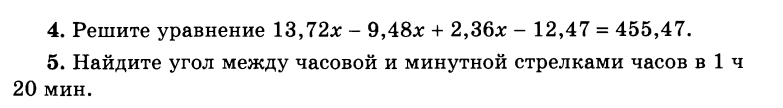 4. Решите уравнение 13,72x − 9,48x + 2,36x − 12,47 = 455,47.
5. Найдите угол между часовой и минутной стрелками часов в 1 ч
20 мин.